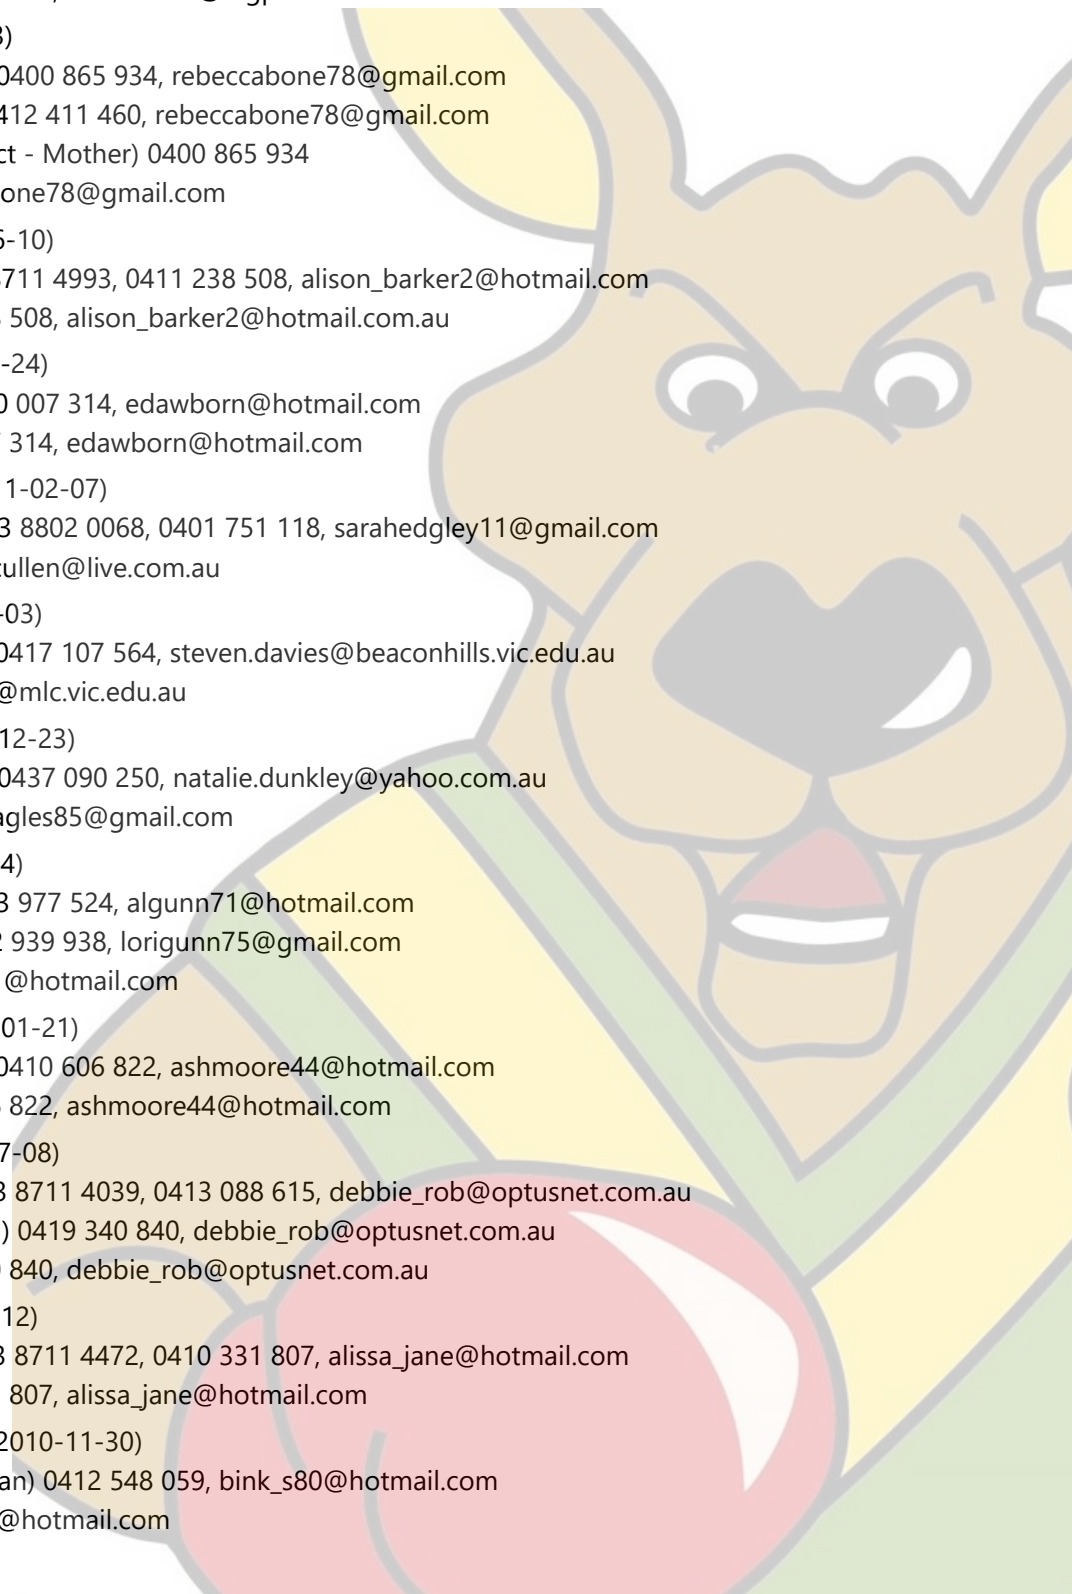 0400 865 934, rebeccabone78@gmail.com
412 411 460, rebeccabone78@gmail.com
ct - Mother) 0400 865 934
one78@gmail.com
-10)
711 4993, 0411 238 508, alison_barker2@hotmail.com
508, alison_barker2@hotmail.com.au
-24)
0 007 314, edawborn@hotmail.com
314, edawborn@hotmail.com
1-02-07)
3 8802 0068, 0401 751 118, sarahedgley11@gmail.com
cullen@live.com.au
-03)
0417 107 564, steven.davies@beaconhills.vic.edu.au
@mlc.vic.edu.au
12-23)
0437 090 250, natalie.dunkley@yahoo.com.au
agles85@gmail.com
4)
3 977 524, algunn71@hotmail.com
2 939 938, lorigunn75@gmail.com
@hotmail.com
01-21)
0410 606 822, ashmoore44@hotmail.com
822, ashmoore44@hotmail.com
7-08)
3 8711 4039, 0413 088 615, debbie_rob@optusnet.com.au
) 0419 340 840, debbie_rob@optusnet.com.au
840, debbie_rob@optusnet.com.au
12)
3 8711 4472, 0410 331 807, alissa_jane@hotmail.com
807, alissa_jane@hotmail.com
2010-11-30)
an) 0412 548 059, bink_s80@hotmail.com
@hotmail.com